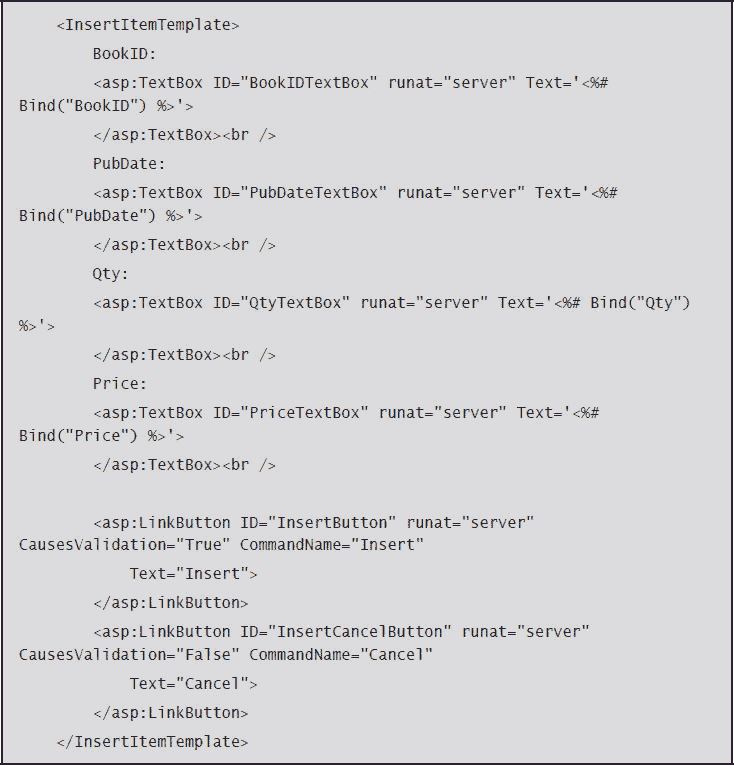 <InsertItemTemplate>
BookID:
<asp:TextBox ID="BookIDTextBox" runat="server" Text='<%#
Bind("BookID") %>'>
</asp:TextBox><br />
PubDate:
<asp:TextBox ID="PubDateTextBox" runat="server" Text='<%#
Bind("PubDate") %>'>
</asp:TextBox><br />
Qty:
<asp:TextBox ID="QtyTextBox" runat="server" Text='<%# Bind("Qty")
%>'>
</asp:TextBox><br />
Price:
<asp:TextBox ID="PriceTextBox" runat="server" Text='<%#
Bind("Price") %>'>
</asp:TextBox><br />
<asp:LinkButton ID="InsertButton" runat="server"
CausesValidation="True" CommandName="Insert"
Text="Insert">
</asp:LinkButton>
<asp:LinkButton ID="InsertCancelButton" runat="server"
CausesValidation="False" CommandName="Cancel"
Text="Cancel">
</asp:LinkButton>
</InsertItemTemplate>